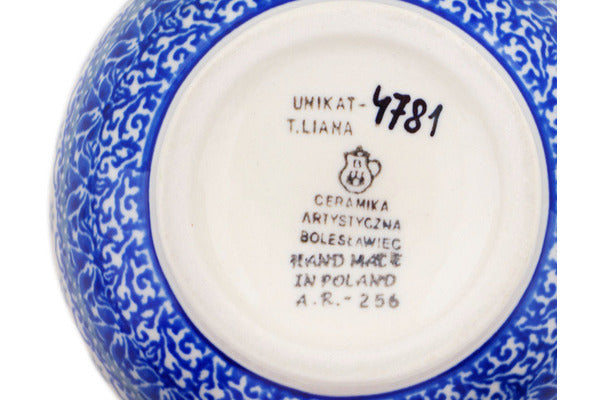 UNIKAT-4781
T.LIANA
CERAMIKA
ARTYSTYCZNA
BOLESŁAWIEC
HAND MADE
IN POLAND
A.R.-256